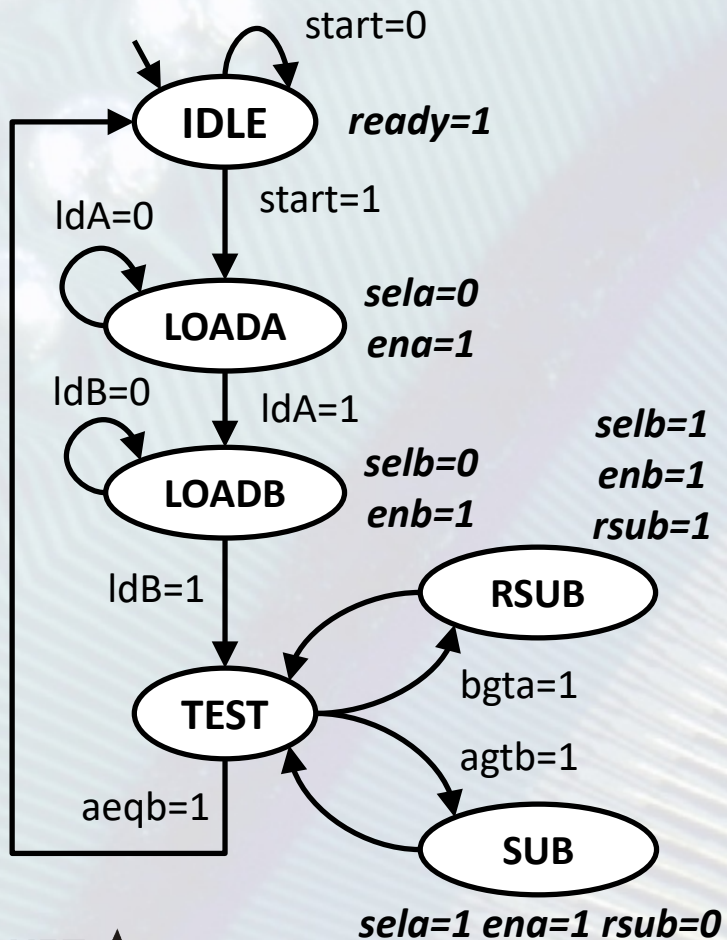 start=0
IDLE
ready=1
start=1
ldA=0
sela=0
LOADA
ena=1
ldB=0
ldA=1
selb=1
selb=0
enb=1
LOADB
enb=1
rsub=1
ldB=1
RSUB
bgta=1
TEST
agtb=1
aeqb=1
SUB
sela=1 ena=1 rsub=0